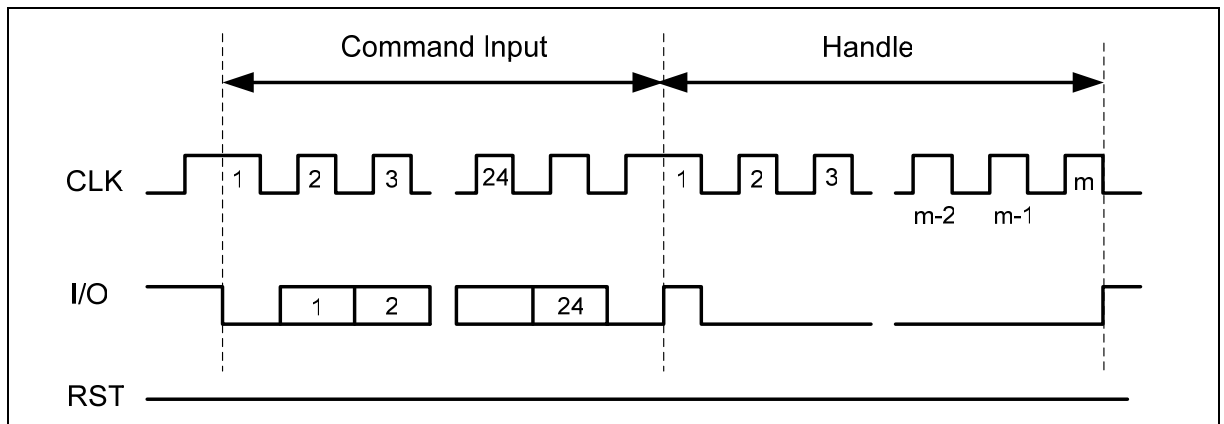 Command Input Handle
CLK 1 2 3 24 1 2 3 m
m-2 m-1
I/O 1 2 24
RST